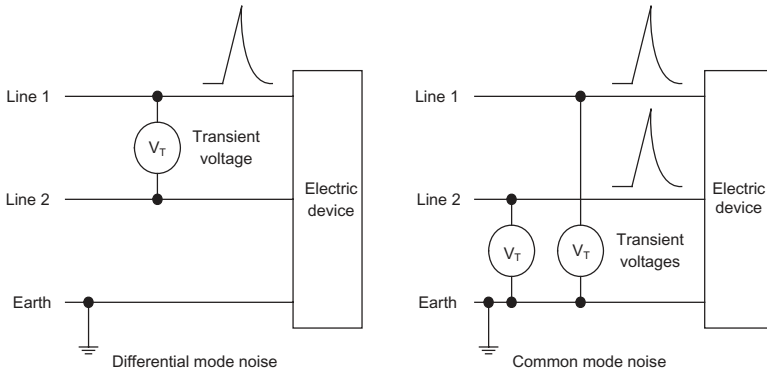 Line 1
V_T
Transient
voltage
Line 2
Electric
device
Earth
Differential mode noise
Line 1
Line 2
Electric
device
V_T
V_T
Transient
voltages
Earth
Common mode noise